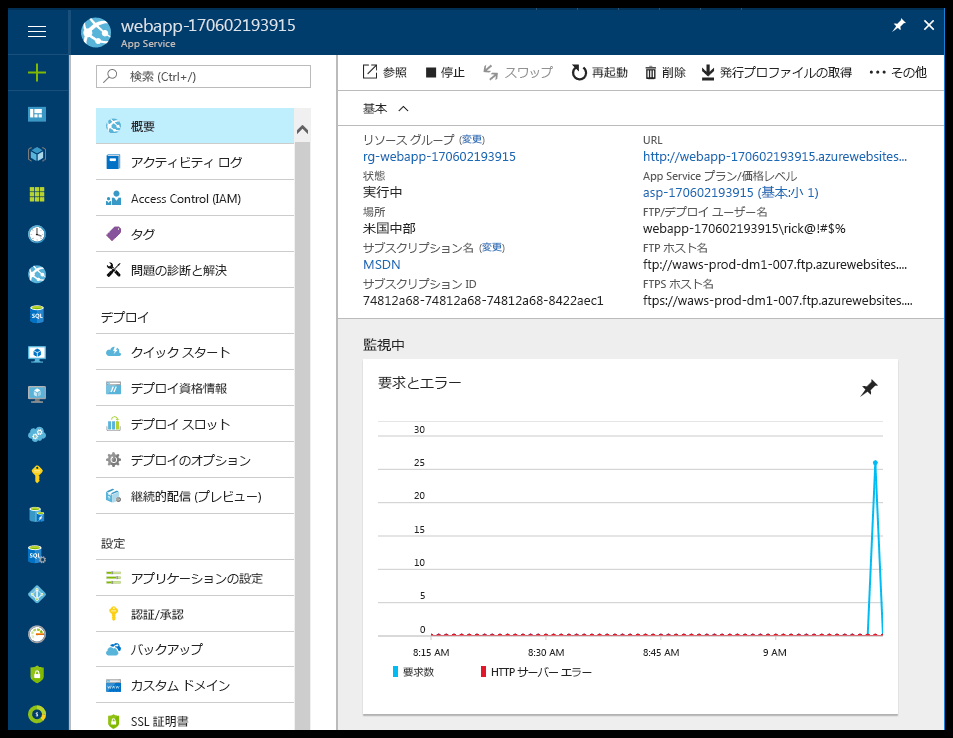 webapp-170602193915
App Service
検索 (Ctrl+/)
概要
アクティビティ ログ
Access Control (IAM)
タグ
問題の診断と解決
デプロイ
クイック スタート
デプロイ資格情報
デプロイ スロット
デプロイのオプション
継続的配信 (プレビュー)
設定
アプリケーションの設定
認証/承認
バックアップ
カスタム ドメイン
SSL 証明書
参照 停止 スワップ 再起動 削除 発行プロファイルの取得 その他
基本
リソース グループ (変更)
rg-webapp-170602193915
状態
実行中
場所
米国中部
サブスクリプション名 (変更)
MSDN
サブスクリプション ID
74812a68-74812a68-74812a68-8422aec1
URL
http://webapp-170602193915.azurewebsites...
App Service プラン/価格レベル
asp-170602193915 (基本:小 1)
FTP/デプロイ ユーザー名
webapp-170602193915\rick@!#$%
FTP ホスト名
ftp://waws-prod-dm1-007.ftp.azurewebsites....
FTPS ホスト名
ftps://waws-prod-dm1-007.ftp.azurewebsites....
監視中
要求とエラー
30
25
20
15
10
5
0
8:15 AM 8:30 AM 8:45 AM 9 AM
要求数 HTTP サーバー エラー